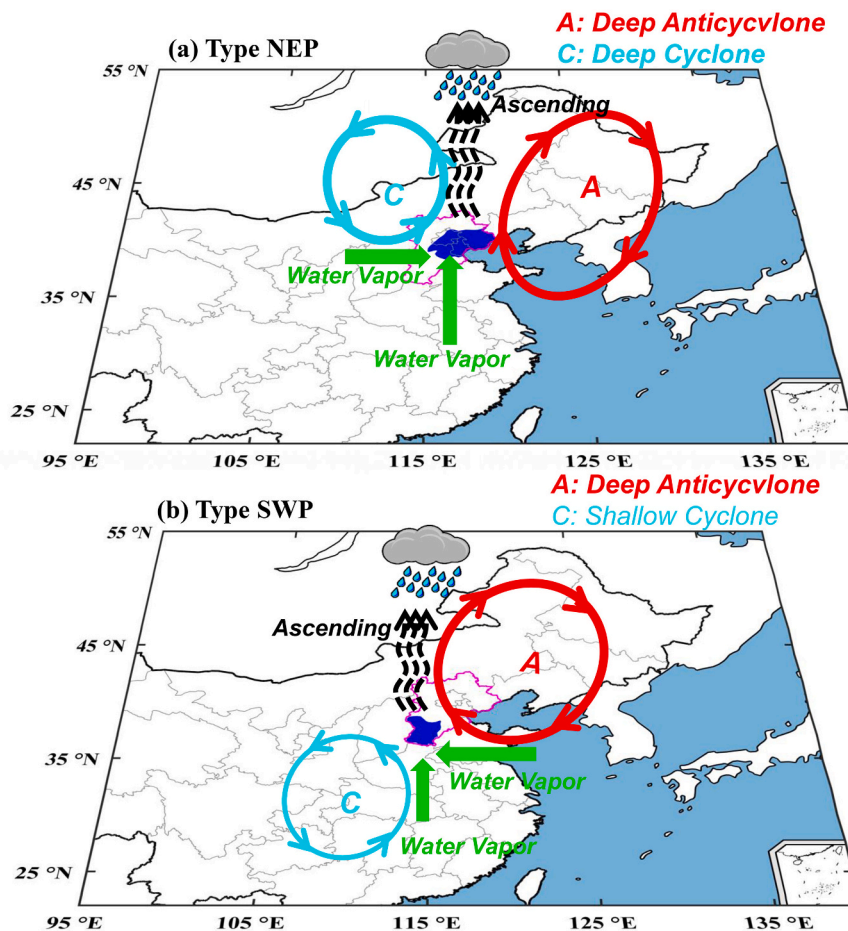 A: Deep Anticycvlone
(a) Type NEP
C: Deep Cyclone
55 °N
Ascending
45 °N
C
A
Water Vapor
35 °N
Water Vapor
25 °N
95 °E
105 °E
115 °E
125 °E
135 °E
A: Deep Anticycvlone
(b) Type SWP
C: Shallow Cyclone
55 °N
Ascending
45 °N
A
35 °N
Water Vapor
C
Water Vapor
25 °N
95 °E
105 °E
115 °E
125 °E
135 °E